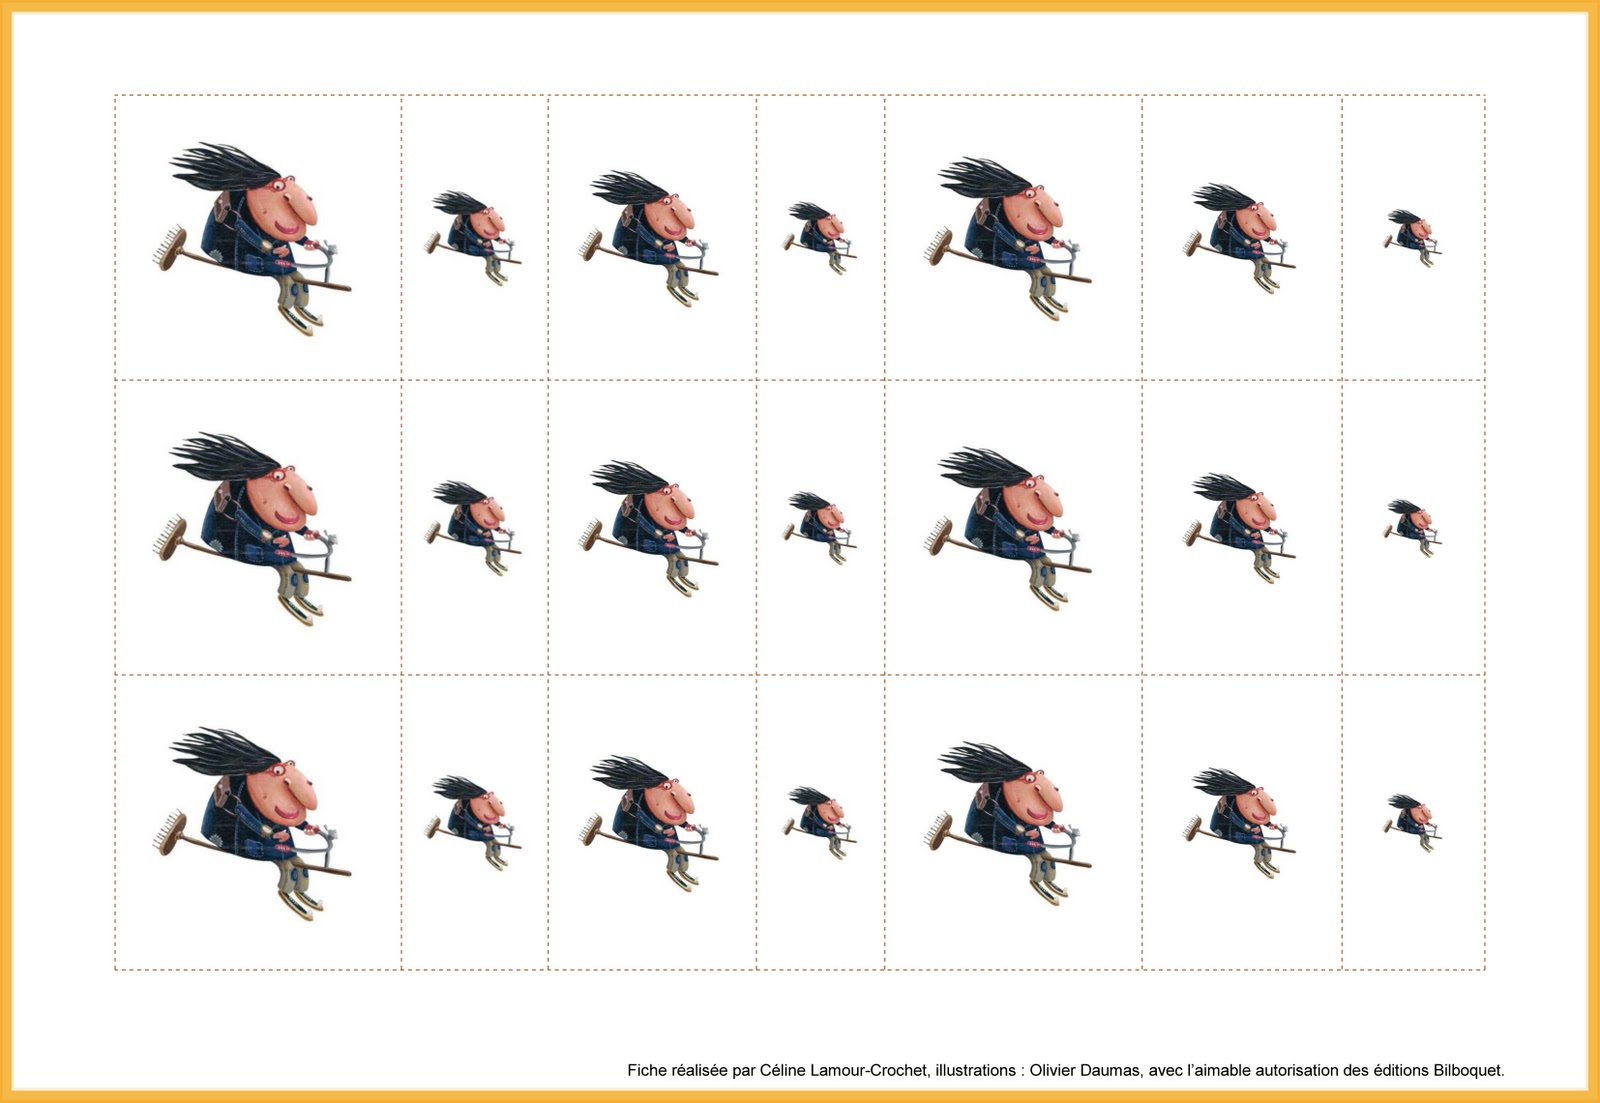 Fiche réalisée par Céline Lamour-Crochet, illustrations : Olivier Daumas, avec l’aimable autorisation des éditions Bilboquet.